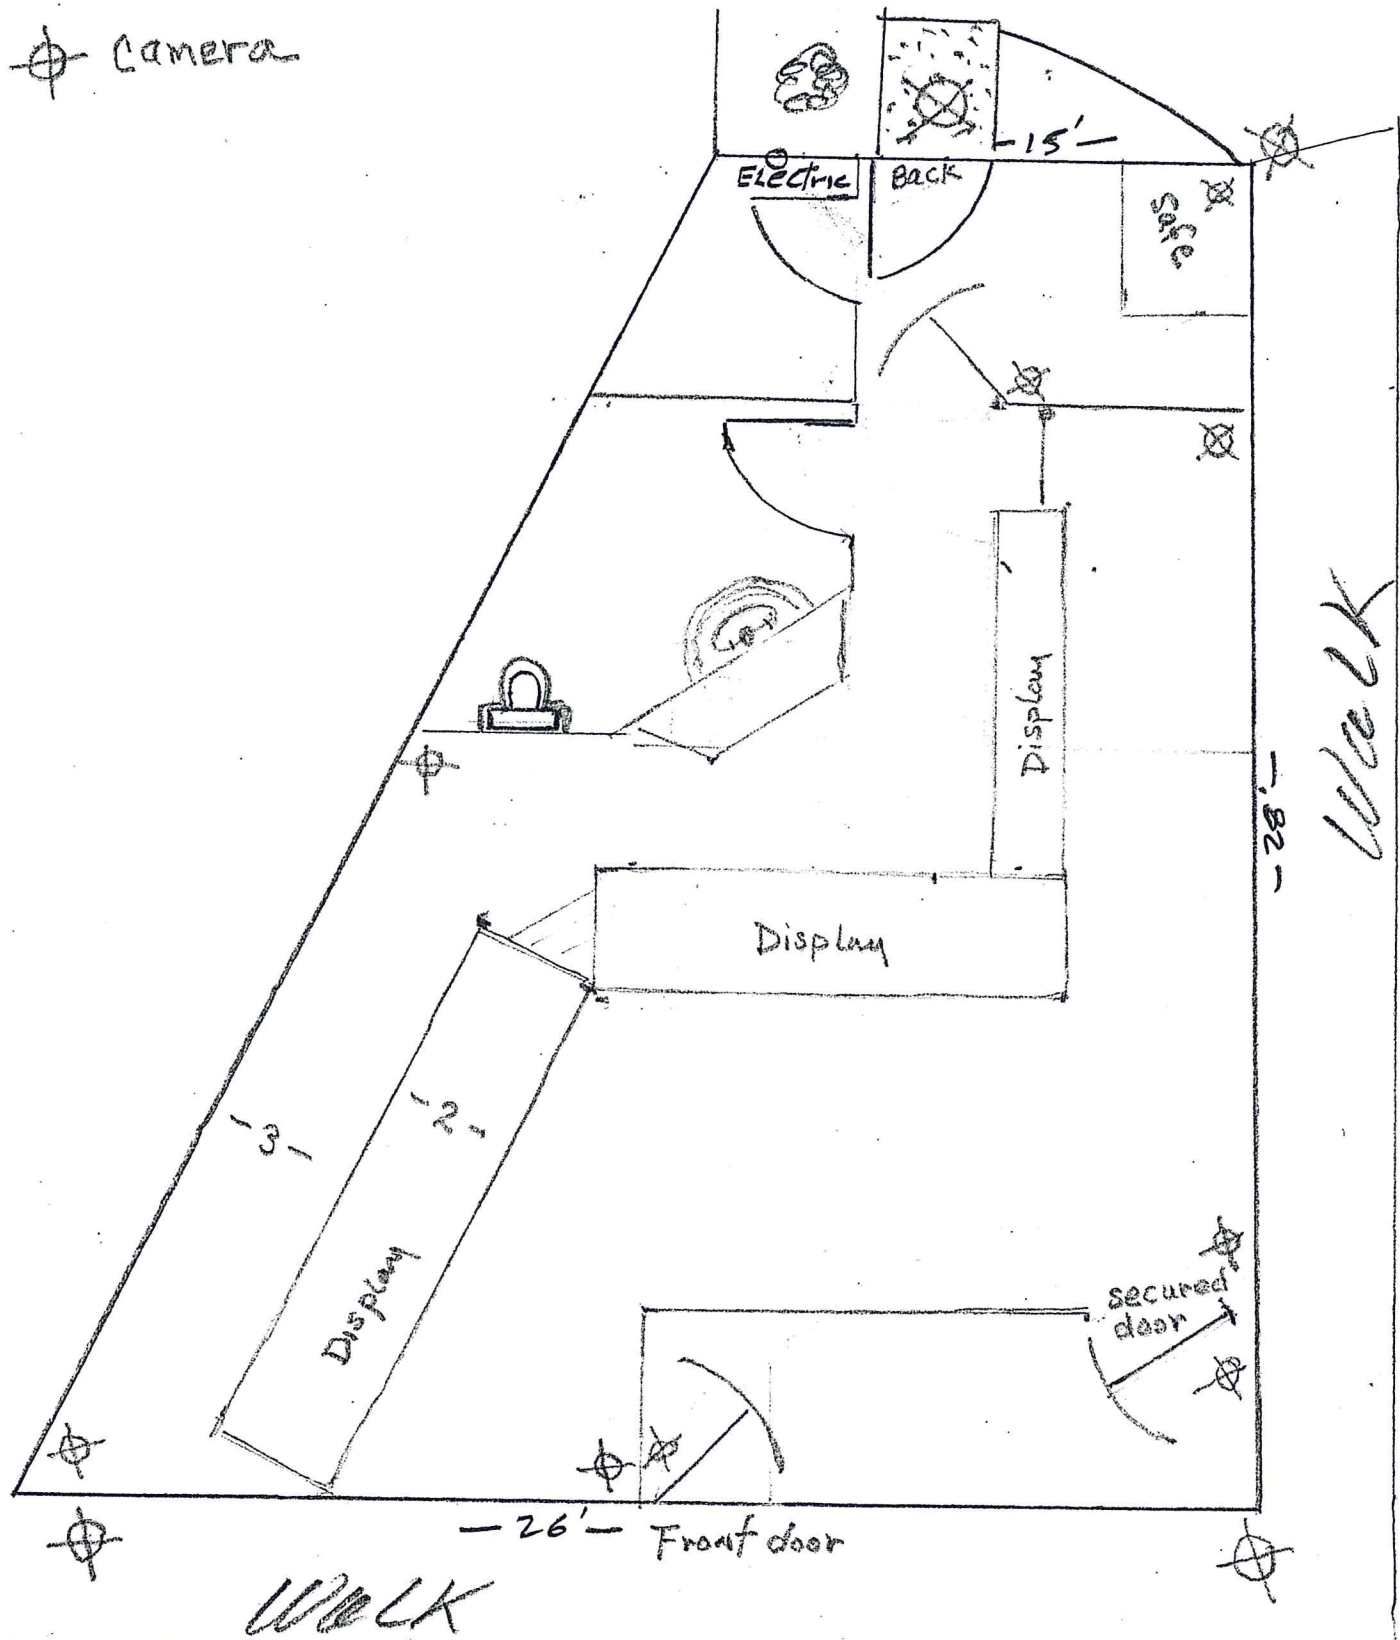 camera
-15'-
Electric
Back
Safe
Display
WaLK
-28'-
Display
-3-
-2-
Display
secured
door
-26'-
Front door
WaLK